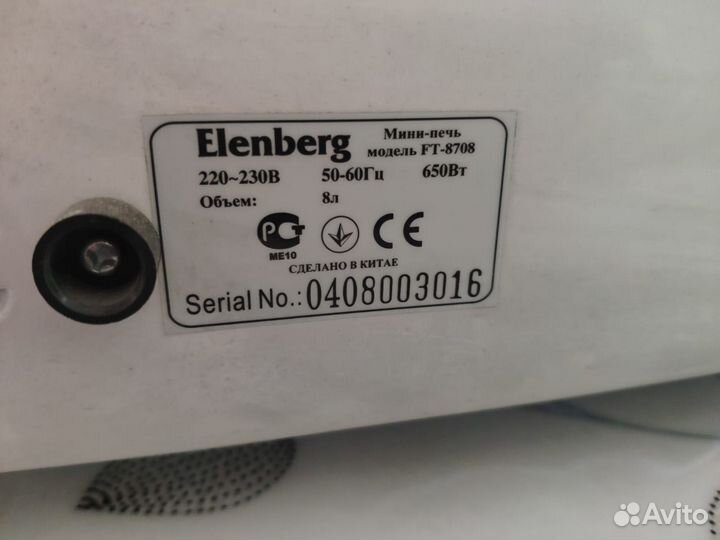 Elenberg
Мини-печь
модель FT-8708
220~230В 50-60Гц 650Вт
Объем: 8л
РСТ CE
МЕ10
СДЕЛАНО В КИТАЕ
Serial No.: 0408003016
Avito